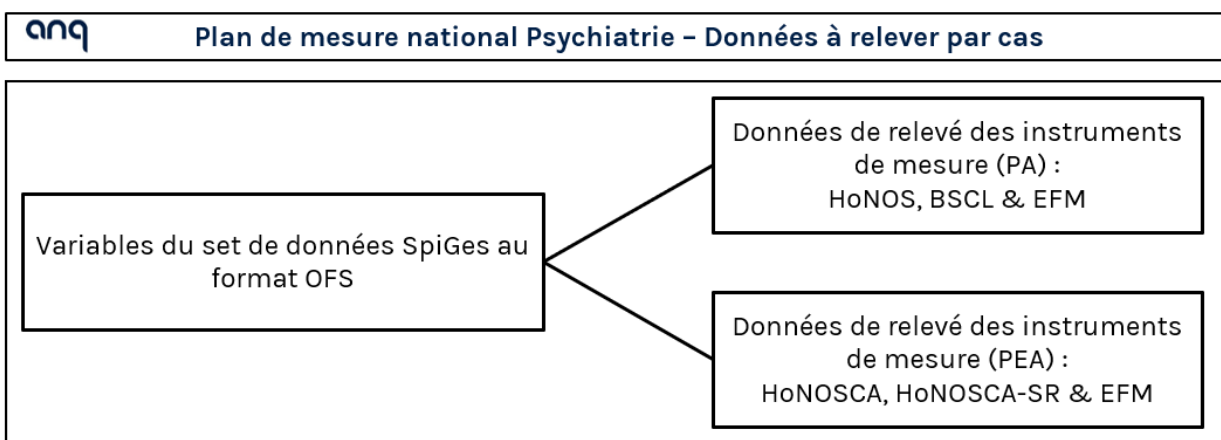 anq
Plan de mesure national Psychiatrie – Données à relever par cas
Variables du set de données SpiGes au
format OFS
Données de relevé des instruments
de mesure (PA) :
HoNOS, BSCL & EFM
Données de relevé des instruments
de mesure (PEA) :
HoNOSCA, HoNOSCA-SR & EFM